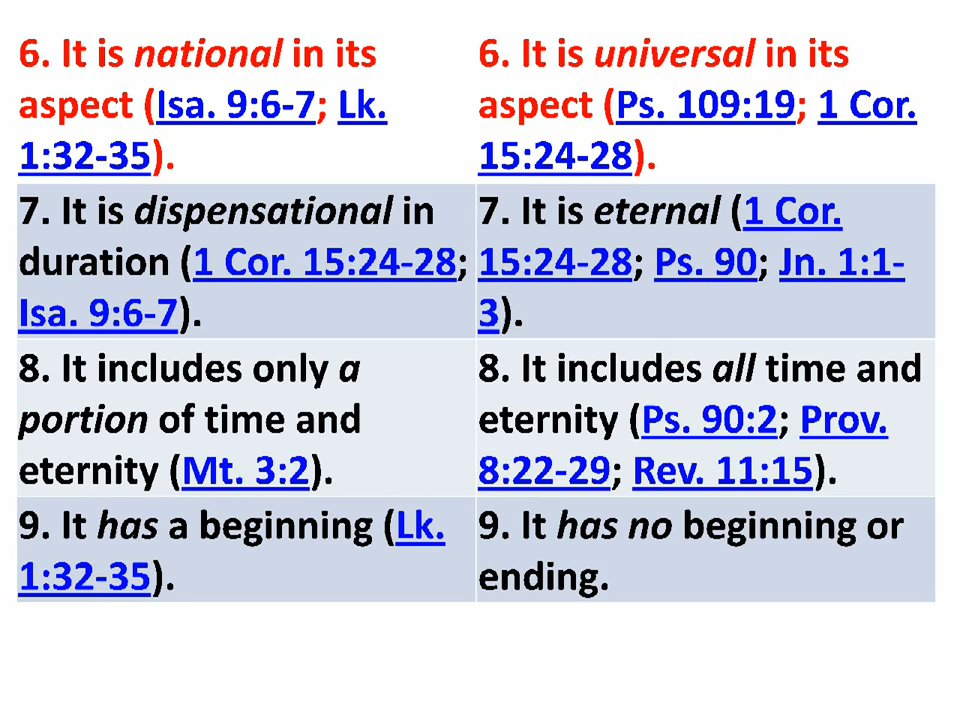 6. It is national in its
aspect (Isa. 9:6-7; Lk.
1:32-35).
6. It is universal in its
aspect (Ps. 109:19; 1 Cor.
15:24-28).
7. It is dispensational in
duration (1 Cor. 15:24-28;
Isa. 9:6-7).
7. It is eternal (1 Cor.
15:24-28; Ps. 90; Jn. 1:1-
3).
8. It includes only a
portion of time and
eternity (Mt. 3:2).
8. It includes all time and
eternity (Ps. 90:2; Prov.
8:22-29; Rev. 11:15).
9. It has a beginning (Lk.
1:32-35).
9. It has no beginning or
ending.